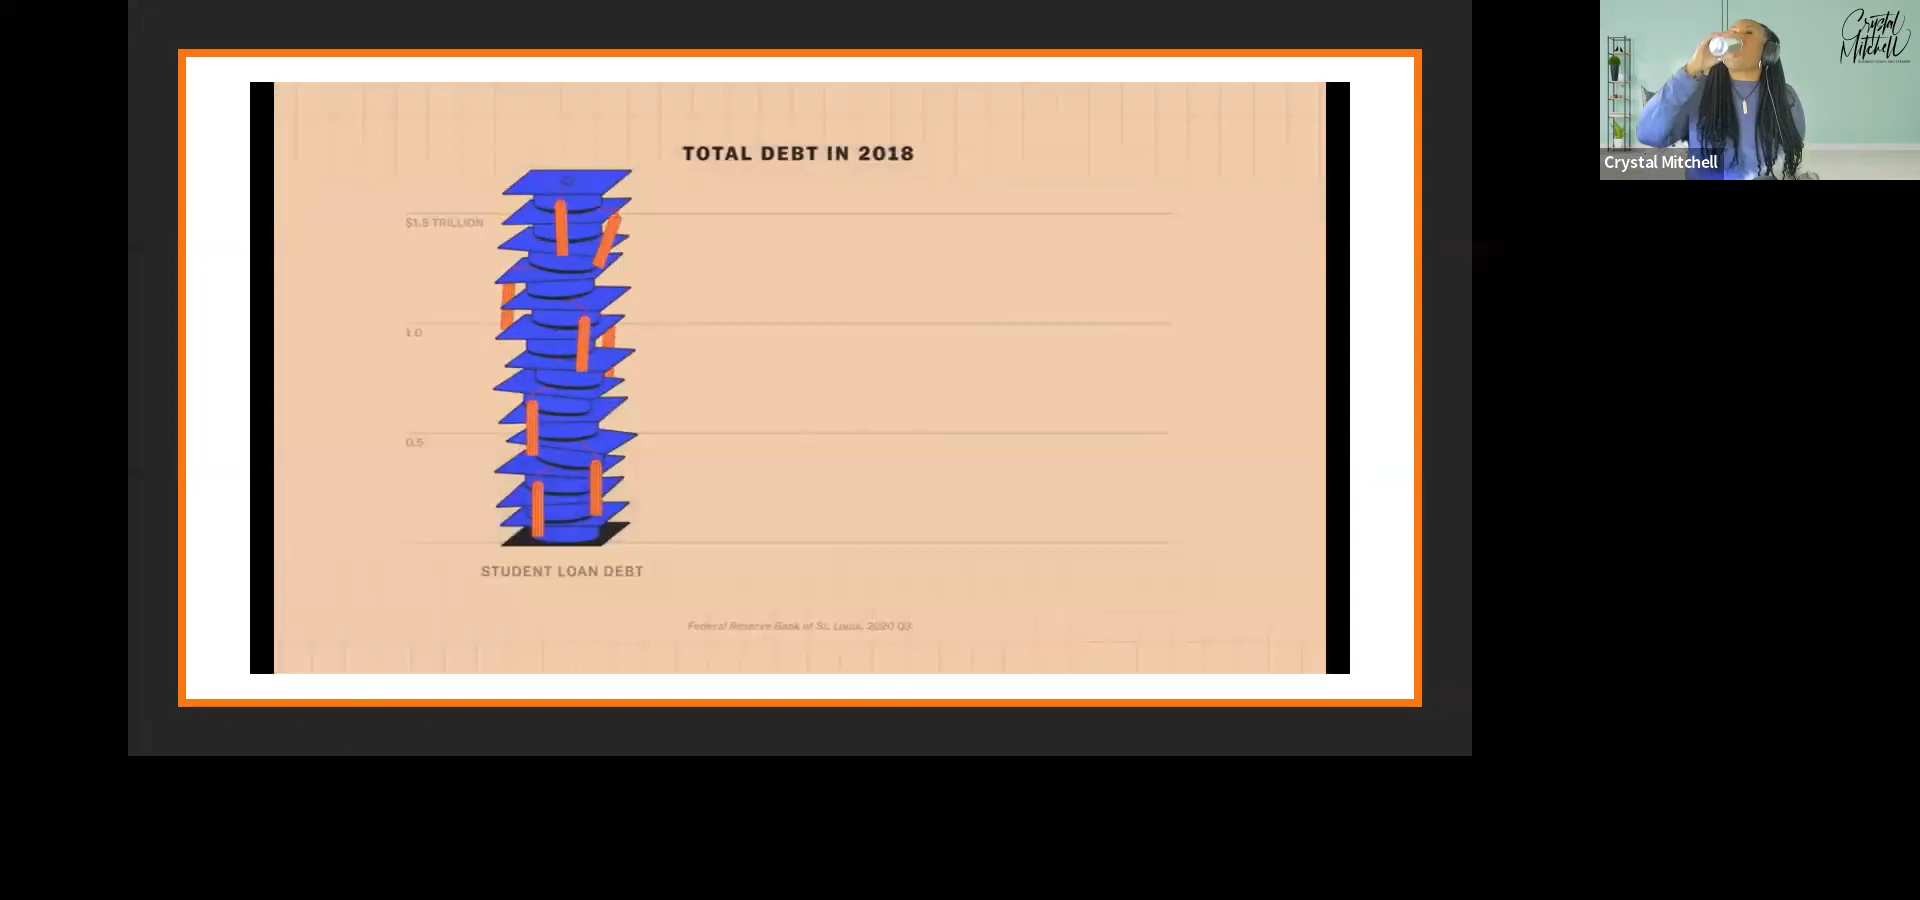 TOTAL DEBT IN 2018
$1.5 TRILLION
1.0
0.5
STUDENT LOAN DEBT
Federal Reserve Bank of St. Louis, 2020 Q3
Crystal
Mitchell
Crystal Mitchell